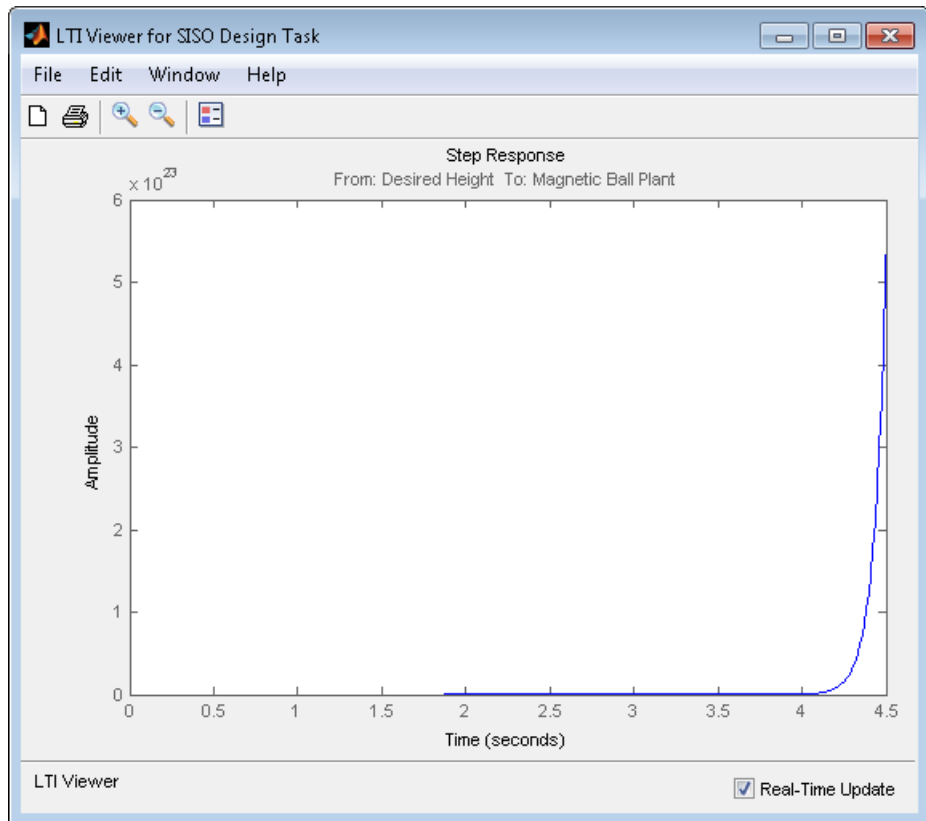 LTI Viewer for SISO Design Task
File Edit Window Help
Step Response
From: Desired Height To: Magnetic Ball Plant
x 10^23
6
5
4
3
2
1
0
Amplitude
0 0.5 1 1.5 2 2.5 3 3.5 4 4.5
Time (seconds)
LTI Viewer
Real-Time Update